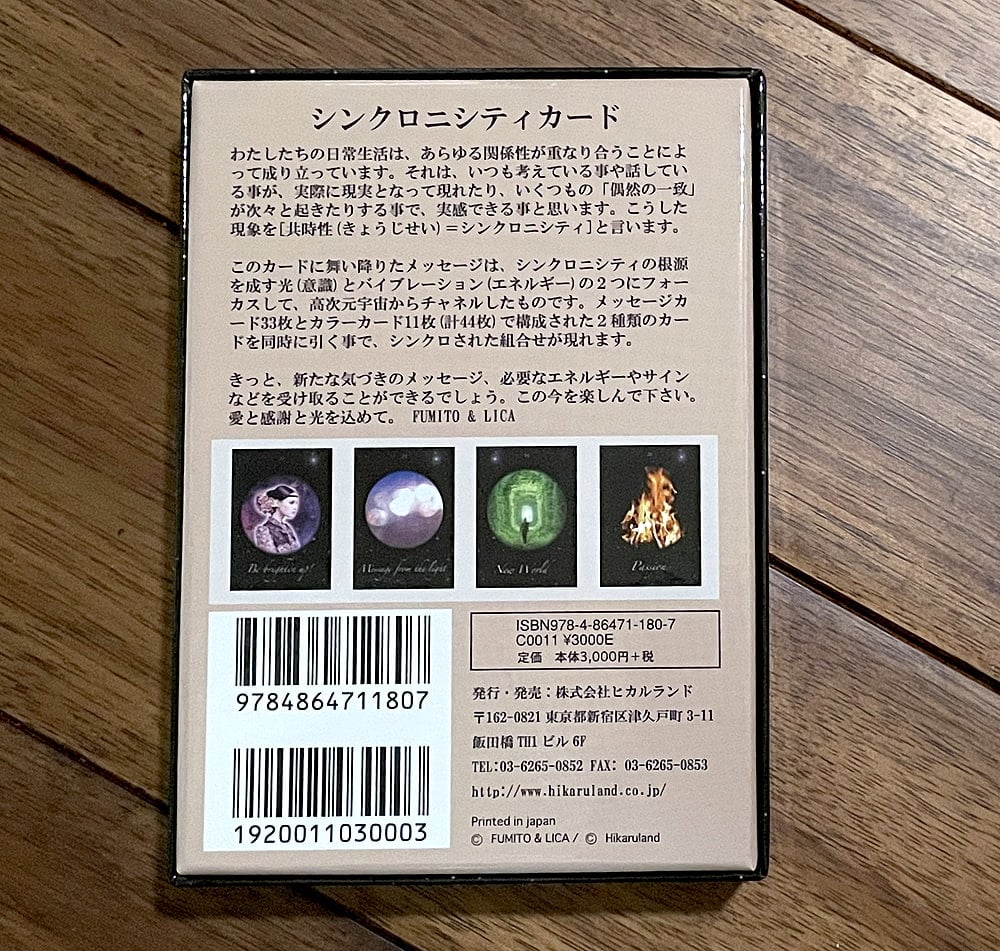 シンクロニシティカード
わたしたちの日常生活は、あらゆる関係性が重なり合うことによ
って成り立っています。それは、いつも考えている事や話してい
る事が、実際に現実となって現れたり、いくつもの「偶然の一致」
が次々と起きたりする事で、実感できる事と思います。こうした
現象を[共時性(きょうじせい)=シンクロニシティ]と言います。
このカードに舞い降りたメッセージは、シンクロニシティの根源
を成す光(意識)とバイブレーション(エネルギー)の2つにフォー
カスして、高次元宇宙からチャネルしたものです。メッセージカ
ード33枚とカラーカード11枚(計44枚)で構成された2種類のカー
ドを同時に引く事で、シンクロされた組合せが現れます。
きっと、新たな気づきのメッセージ、必要なエネルギーやサイン
などを受け取ることができるでしょう。この今を楽しんで下さい。
愛と感謝と光を込めて。 FUMITO & LICA
Be brighten up!
Message from the light
New World
Passion
9784864711807
1920011030003
ISBN978-4-86471-180-7
C0011 ¥3000E
定価 本体3,000円+税
発行・発売:株式会社ヒカルランド
〒162-0821 東京都新宿区津久戸町 3-11
飯田橋 TH1 ビル 6F
TEL:03-6265-0852 FAX: 03-6265-0853
http://www.hikaruland.co.jp/
Printed in japan
© FUMITO & LICA / © Hikaruland